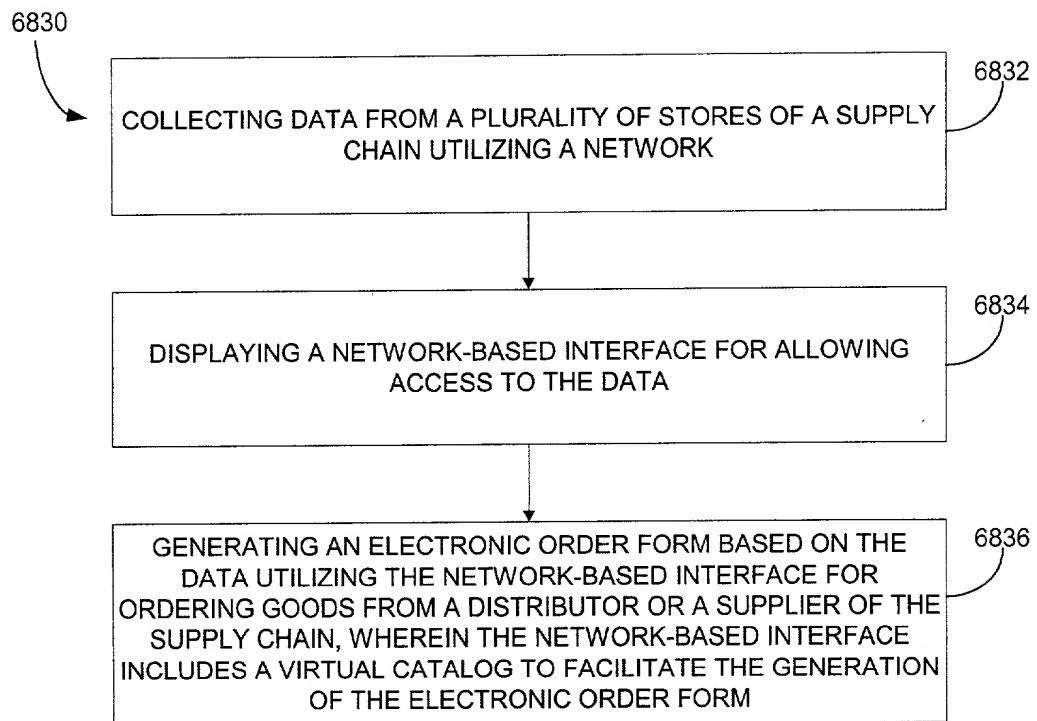 6830
6832
COLLECTING DATA FROM A PLURALITY OF STORES OF A SUPPLY
CHAIN UTILIZING A NETWORK
6834
DISPLAYING A NETWORK-BASED INTERFACE FOR ALLOWING
ACCESS TO THE DATA
6836
GENERATING AN ELECTRONIC ORDER FORM BASED ON THE
DATA UTILIZING THE NETWORK-BASED INTERFACE FOR
ORDERING GOODS FROM A DISTRIBUTOR OR A SUPPLIER OF THE
SUPPLY CHAIN, WHEREIN THE NETWORK-BASED INTERFACE
INCLUDES A VIRTUAL CATALOG TO FACILITATE THE GENERATION
OF THE ELECTRONIC ORDER FORM